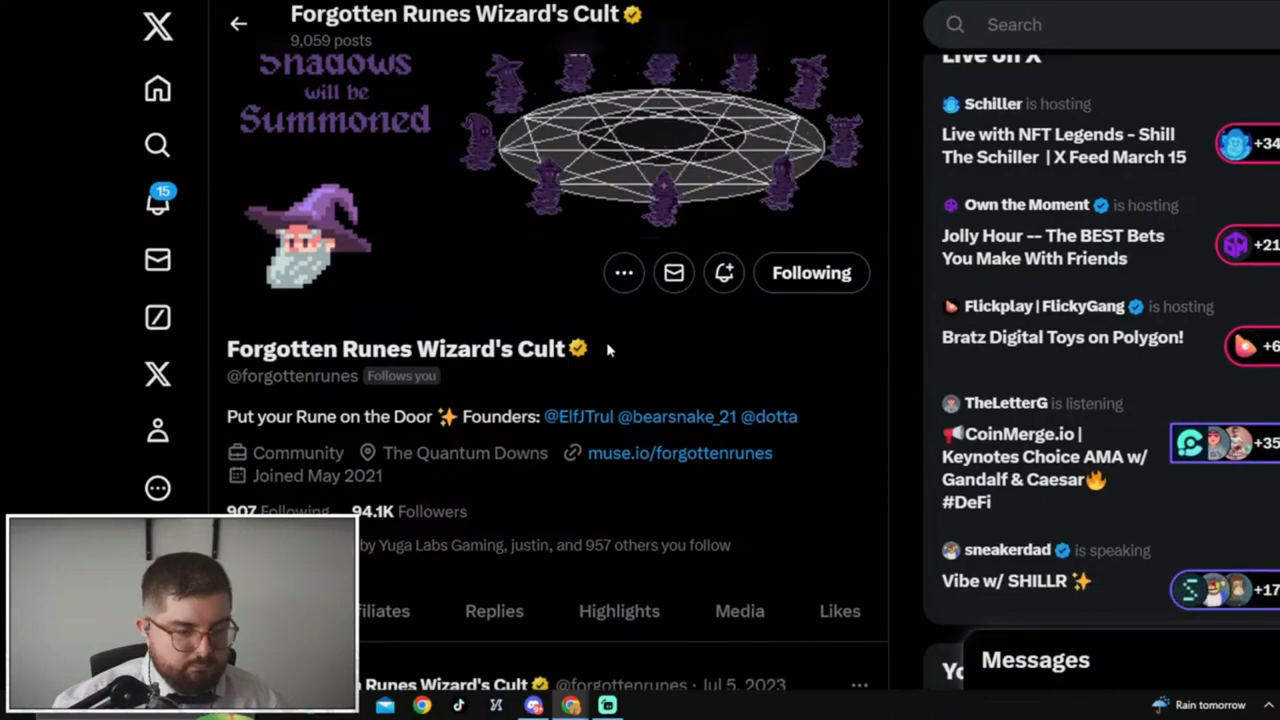 Forgotten Runes Wizard's Cult
9,059 posts
Shadows
will be
Summoned
15
Following
Forgotten Runes Wizard's Cult
@forgottenrunes Follows you
Put your Rune on the Door ✨ Founders: @ElfJTrul @bearsnake_21 @dotta
Community The Quantum Downs muse.io/forgottenrunes
Joined May 2021
907 Following 94.1K Followers
by Yuga Labs Gaming, justin, and 957 others you follow
filiates Replies Highlights Media Likes
n Runes Wizard's Cult @forgottenrunes · Jul 5, 2023
Search
Live on X
Schiller is hosting
Live with NFT Legends - Shill
The Schiller | X Feed March 15
+34
Own the Moment is hosting
Jolly Hour -- The BEST Bets
You Make With Friends
+21
Flickplay | FlickyGang is hosting
Bratz Digital Toys on Polygon!
+6
TheLetterG is listening
📢CoinMerge.io |
Keynotes Choice AMA w/
Gandalf & Caesar🔥
#DeFi
+35
sneakerdad is speaking
Vibe w/ SHILLR ✨
+17
Yo
Messages
Rain tomorrow